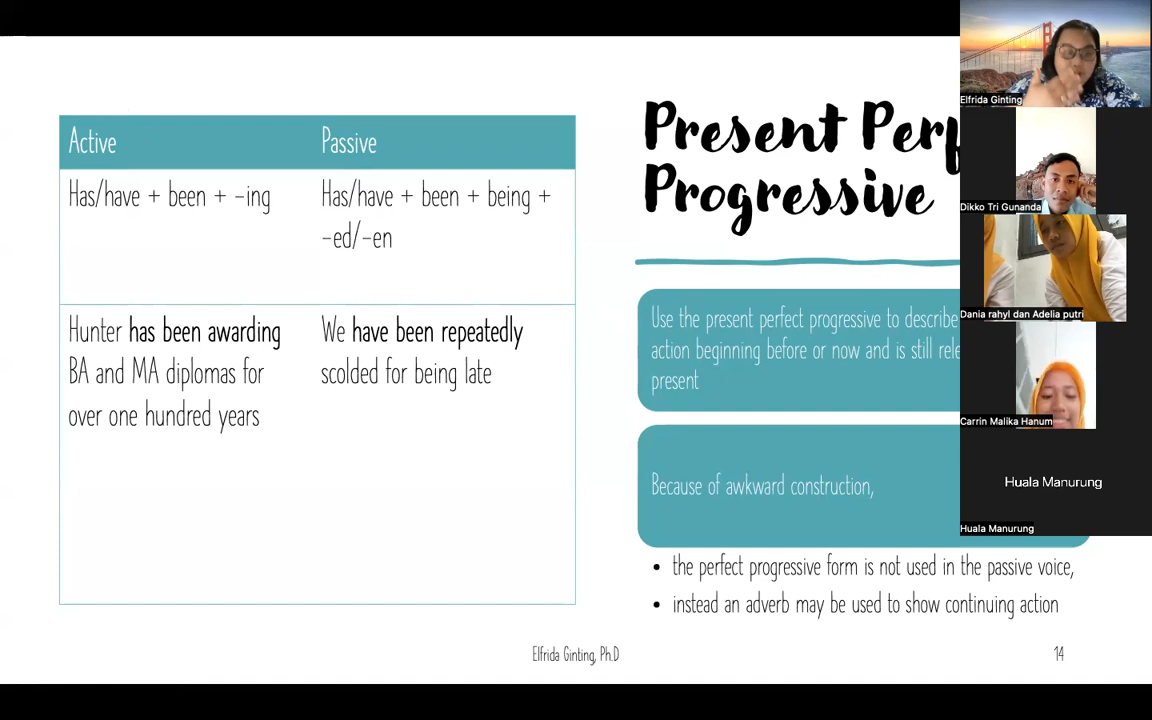 Active Passive
Has/have + been + -ing
Has/have + been + being +
-ed/-en
Hunter has been awarding
BA and MA diplomas for
over one hundred years
We have been repeatedly
scolded for being late
Present
Progressive
Use the present perfect progressive to describe
action beginning before or now and is still
present
Because of awkward construction,
• the perfect progressive form is not used in the passive voice,
• instead an adverb may be used to show continuing action
Elfrida Ginting, Ph.D
14
Elfrida Ginting
Dikko Tri Gunanda
Dania rahyl dan Adelia putri
Carrin Malika Hanum
Huala Manurung
Huala Manurung